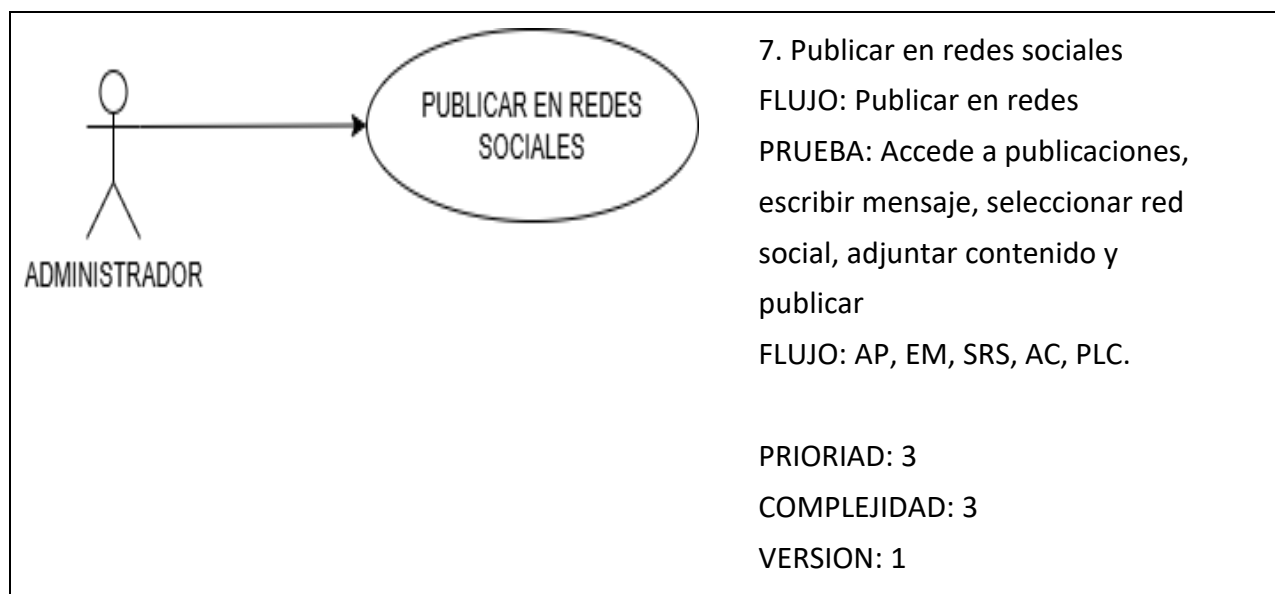 PUBLICAR EN REDES
SOCIALES
ADMINISTRADOR
7. Publicar en redes sociales
FLUJO: Publicar en redes
PRUEBA: Accede a publicaciones,
escribir mensaje, seleccionar red
social, adjuntar contenido y
publicar
FLUJO: AP, EM, SRS, AC, PLC.
PRIORIAD: 3
COMPLEJIDAD: 3
VERSION: 1